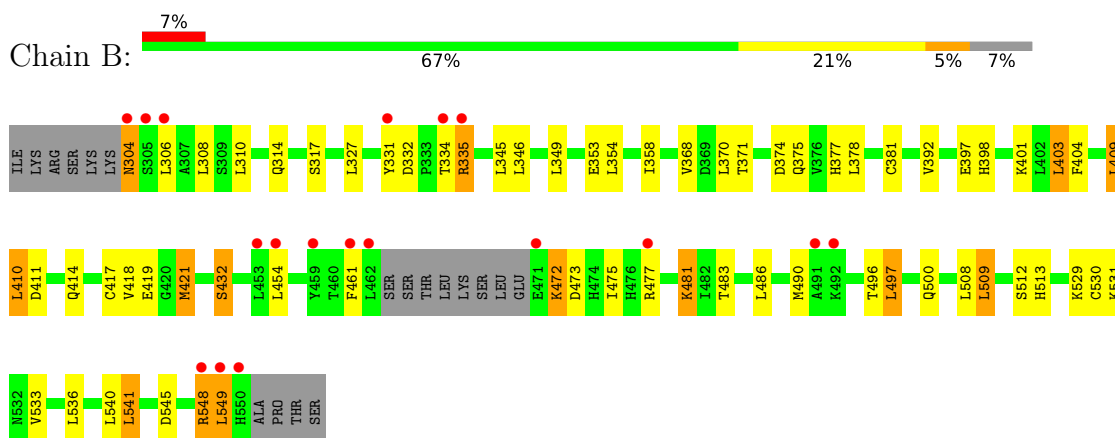 7%
Chain B:
67% 21% 5% 7%
ILE LYS ARG SER LYS LYS N304 S305 L306 A307 L308 S309 L310 Q314 S317 L327 Y331 D332 P333 T334 R335 L345 L346 L349 E353 L354 I358 V368 D369 L370 T371 D374 Q375 V376 H377 L378 C381 V392 E397 H398 K401 L402 L403 F404 L409
L410 D411 Q414 C417 V418 E419 G420 M421 S432 L453 L454 Y459 T460 F461 L462 SER SER THR LEU LYS SER LEU GLU E471 K472 D473 H474 I475 H476 R477 K481 I482 T483 L486 M490 A491 K492 T496 L497 Q500 L508 L509 S512 H513 K529 C530 K531
N532 V533 L536 L540 L541 D545 R548 L549 H550 ALA PRO THR SER